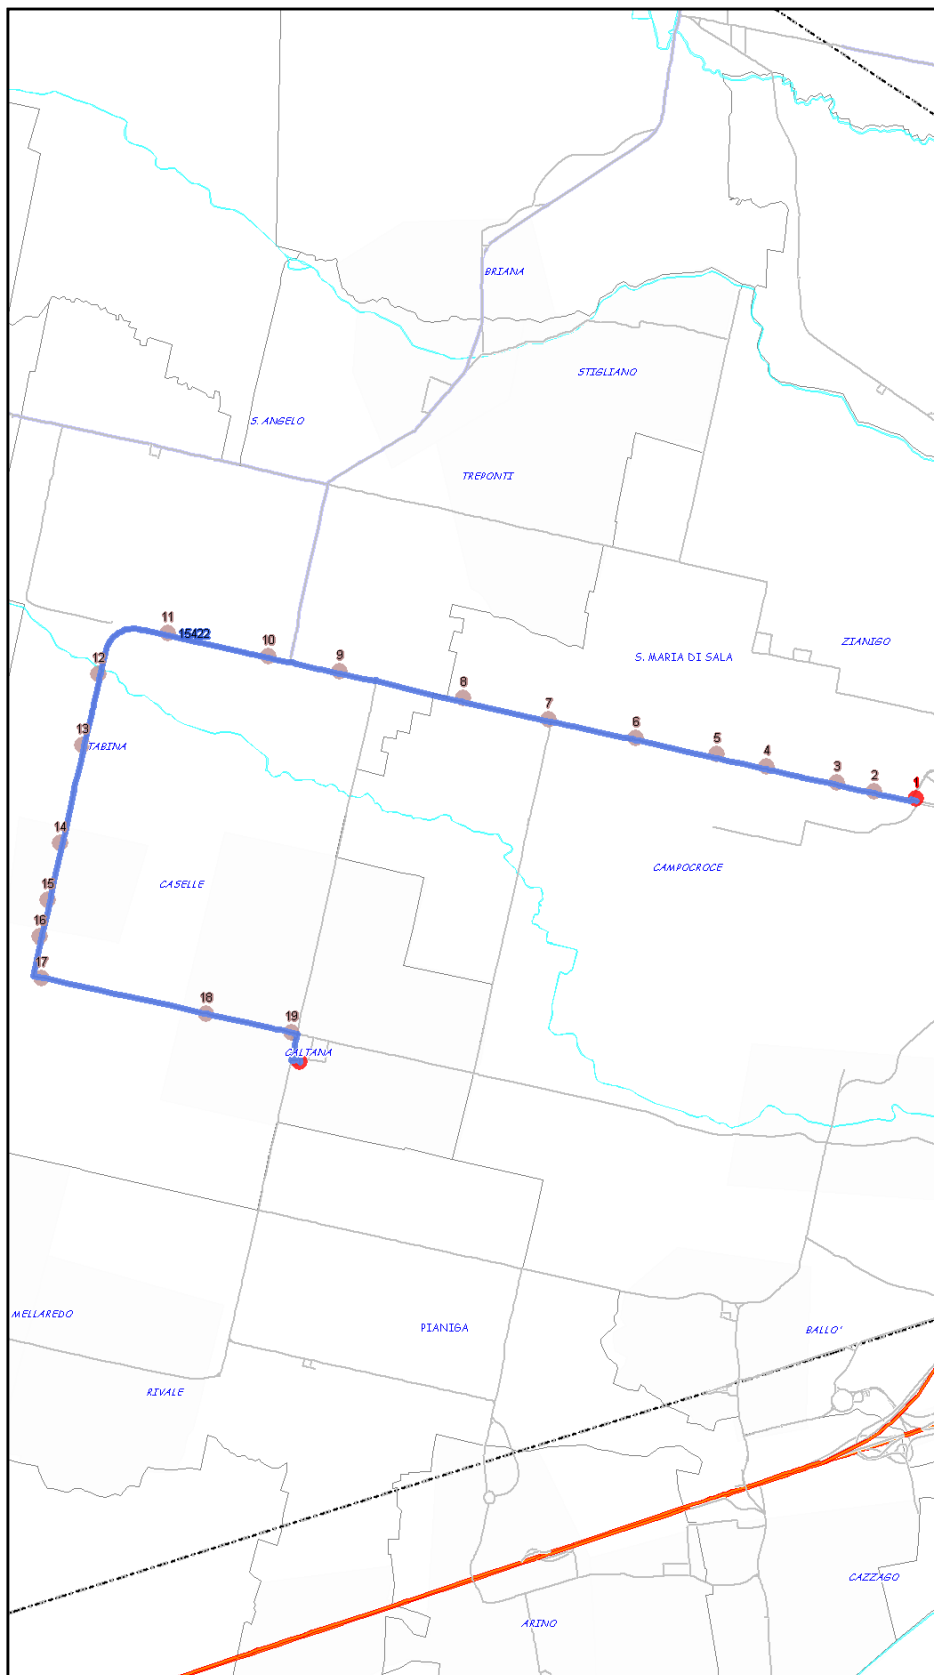 BRIANA
STIGLIANO
S. ANGELO
TREPONTI
11
15422
10
9
ZIANIGO
S. MARIA DI SALA
12
8
7
6
13
TABINA
5
4
3
2
1
14
CAMPOCROCE
CASELLE
15
16
17
18
19
CALTANA
MELLAREDO
PIANIGA
BALLO'
RIVALE
CAZZAGO
ARINO